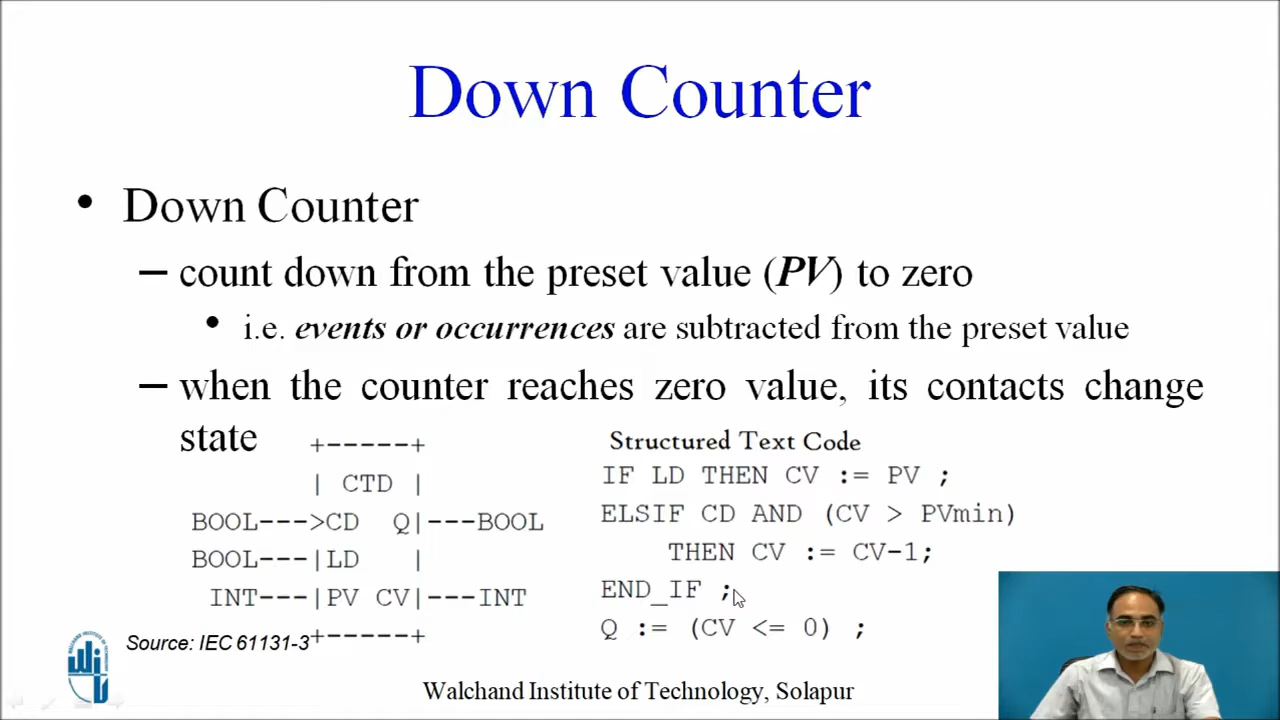 Down Counter
• Down Counter
– count down from the preset value (PV) to zero
• i.e. events or occurrences are subtracted from the preset value
– when the counter reaches zero value, its contacts change
state
+-----+
| CTD |
BOOL--->CD Q|---BOOL
BOOL---|LD |
INT---|PV CV|---INT
+-----+
Structured Text Code
IF LD THEN CV := PV ;
ELSIF CD AND (CV > PVmin)
THEN CV := CV-1;
END_IF ;
Q := (CV <= 0) ;
Source: IEC 61131-3
Walchand Institute of Technology, Solapur